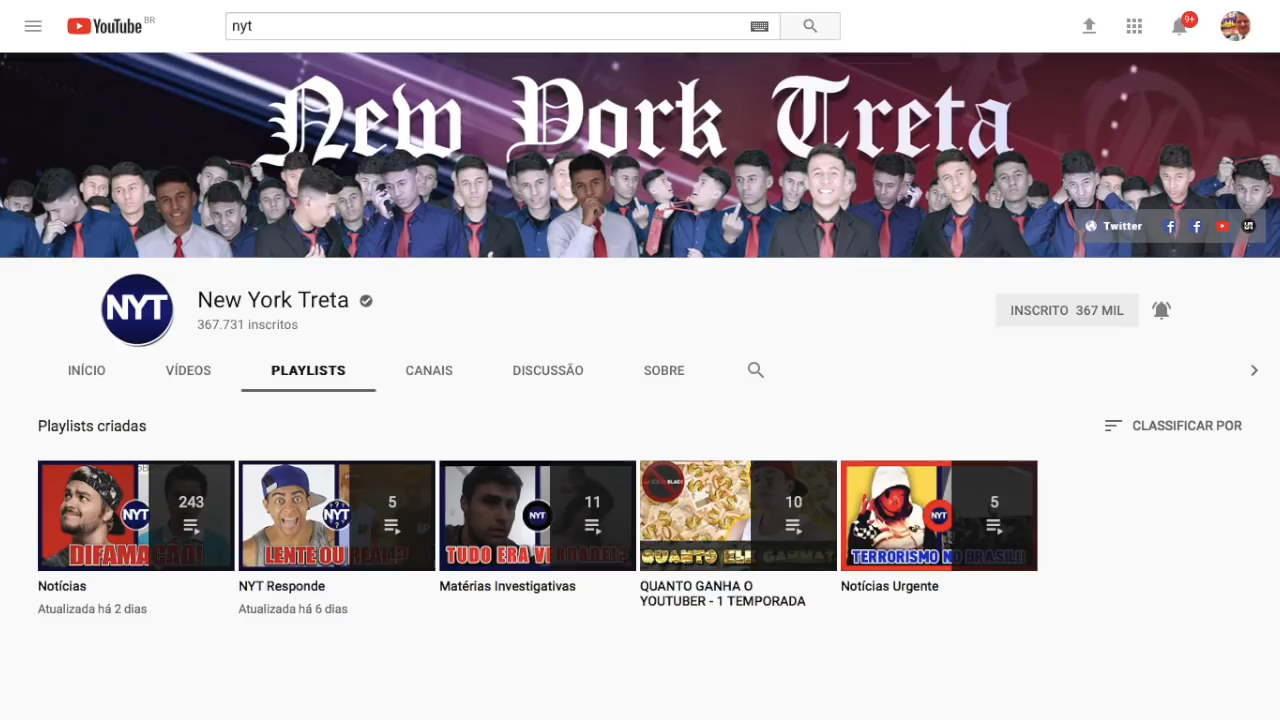 YouTube BR
nyt
9+
New York Treta
Twitter
NYT
New York Treta
367.731 inscritos
INSCRITO 367 MIL
INÍCIO VÍDEOS PLAYLISTS CANAIS DISCUSSÃO SOBRE
Playlists criadas
CLASSIFICAR POR
243
NYT
DIFAMAÇÃO!
5
NYT
LENTE OU REAL?
11
NYT
TUDO ERA VERDADE!?
10
SOCIAL BLADE
QUANTO ELE GANHA?
5
NYT
TERRORISMO NO BRASIL!!
Notícias
Atualizada há 2 dias
NYT Responde
Atualizada há 6 dias
Matérias Investigativas
QUANTO GANHA O
YOUTUBER - 1 TEMPORADA
Notícias Urgente